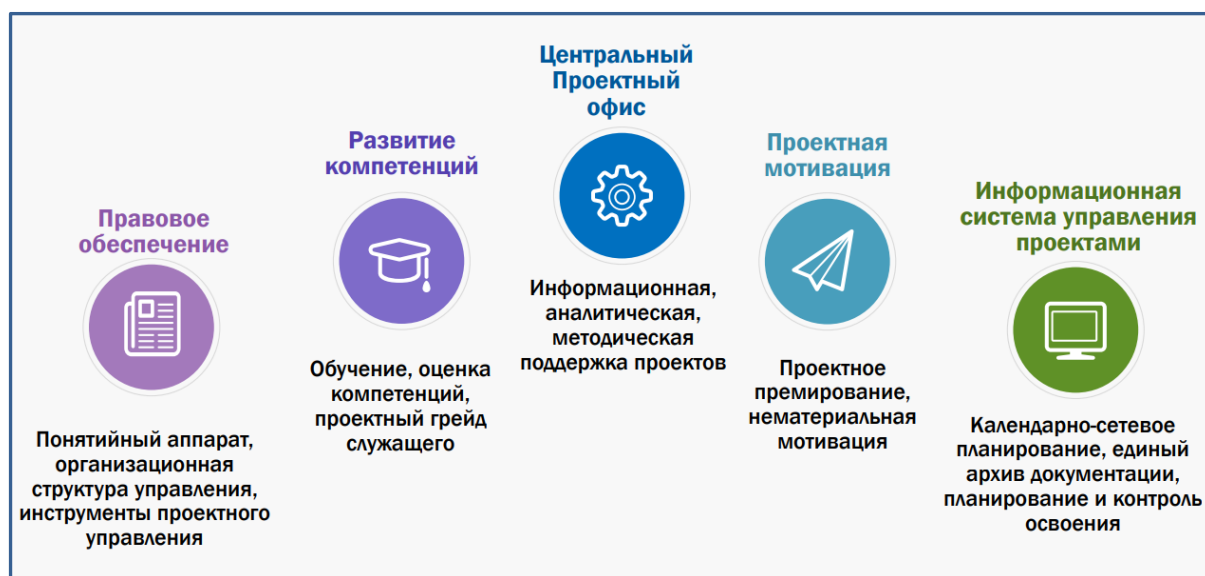 Правовое
обеспечение
Понятийный аппарат,
организационная
структура управления,
инструменты проектного
управления
Развитие
компетенций
Обучение, оценка
компетенций,
проектный грейд
служащего
Центральный
Проектный
офис
Информационная,
аналитическая,
методическая
поддержка проектов
Проектная
мотивация
Проектное
премирование,
нематериальная
мотивация
Информационная
система управления
проектами
Календарно-сетевое
планирование, единый
архив документации,
планирование и контроль
освоения